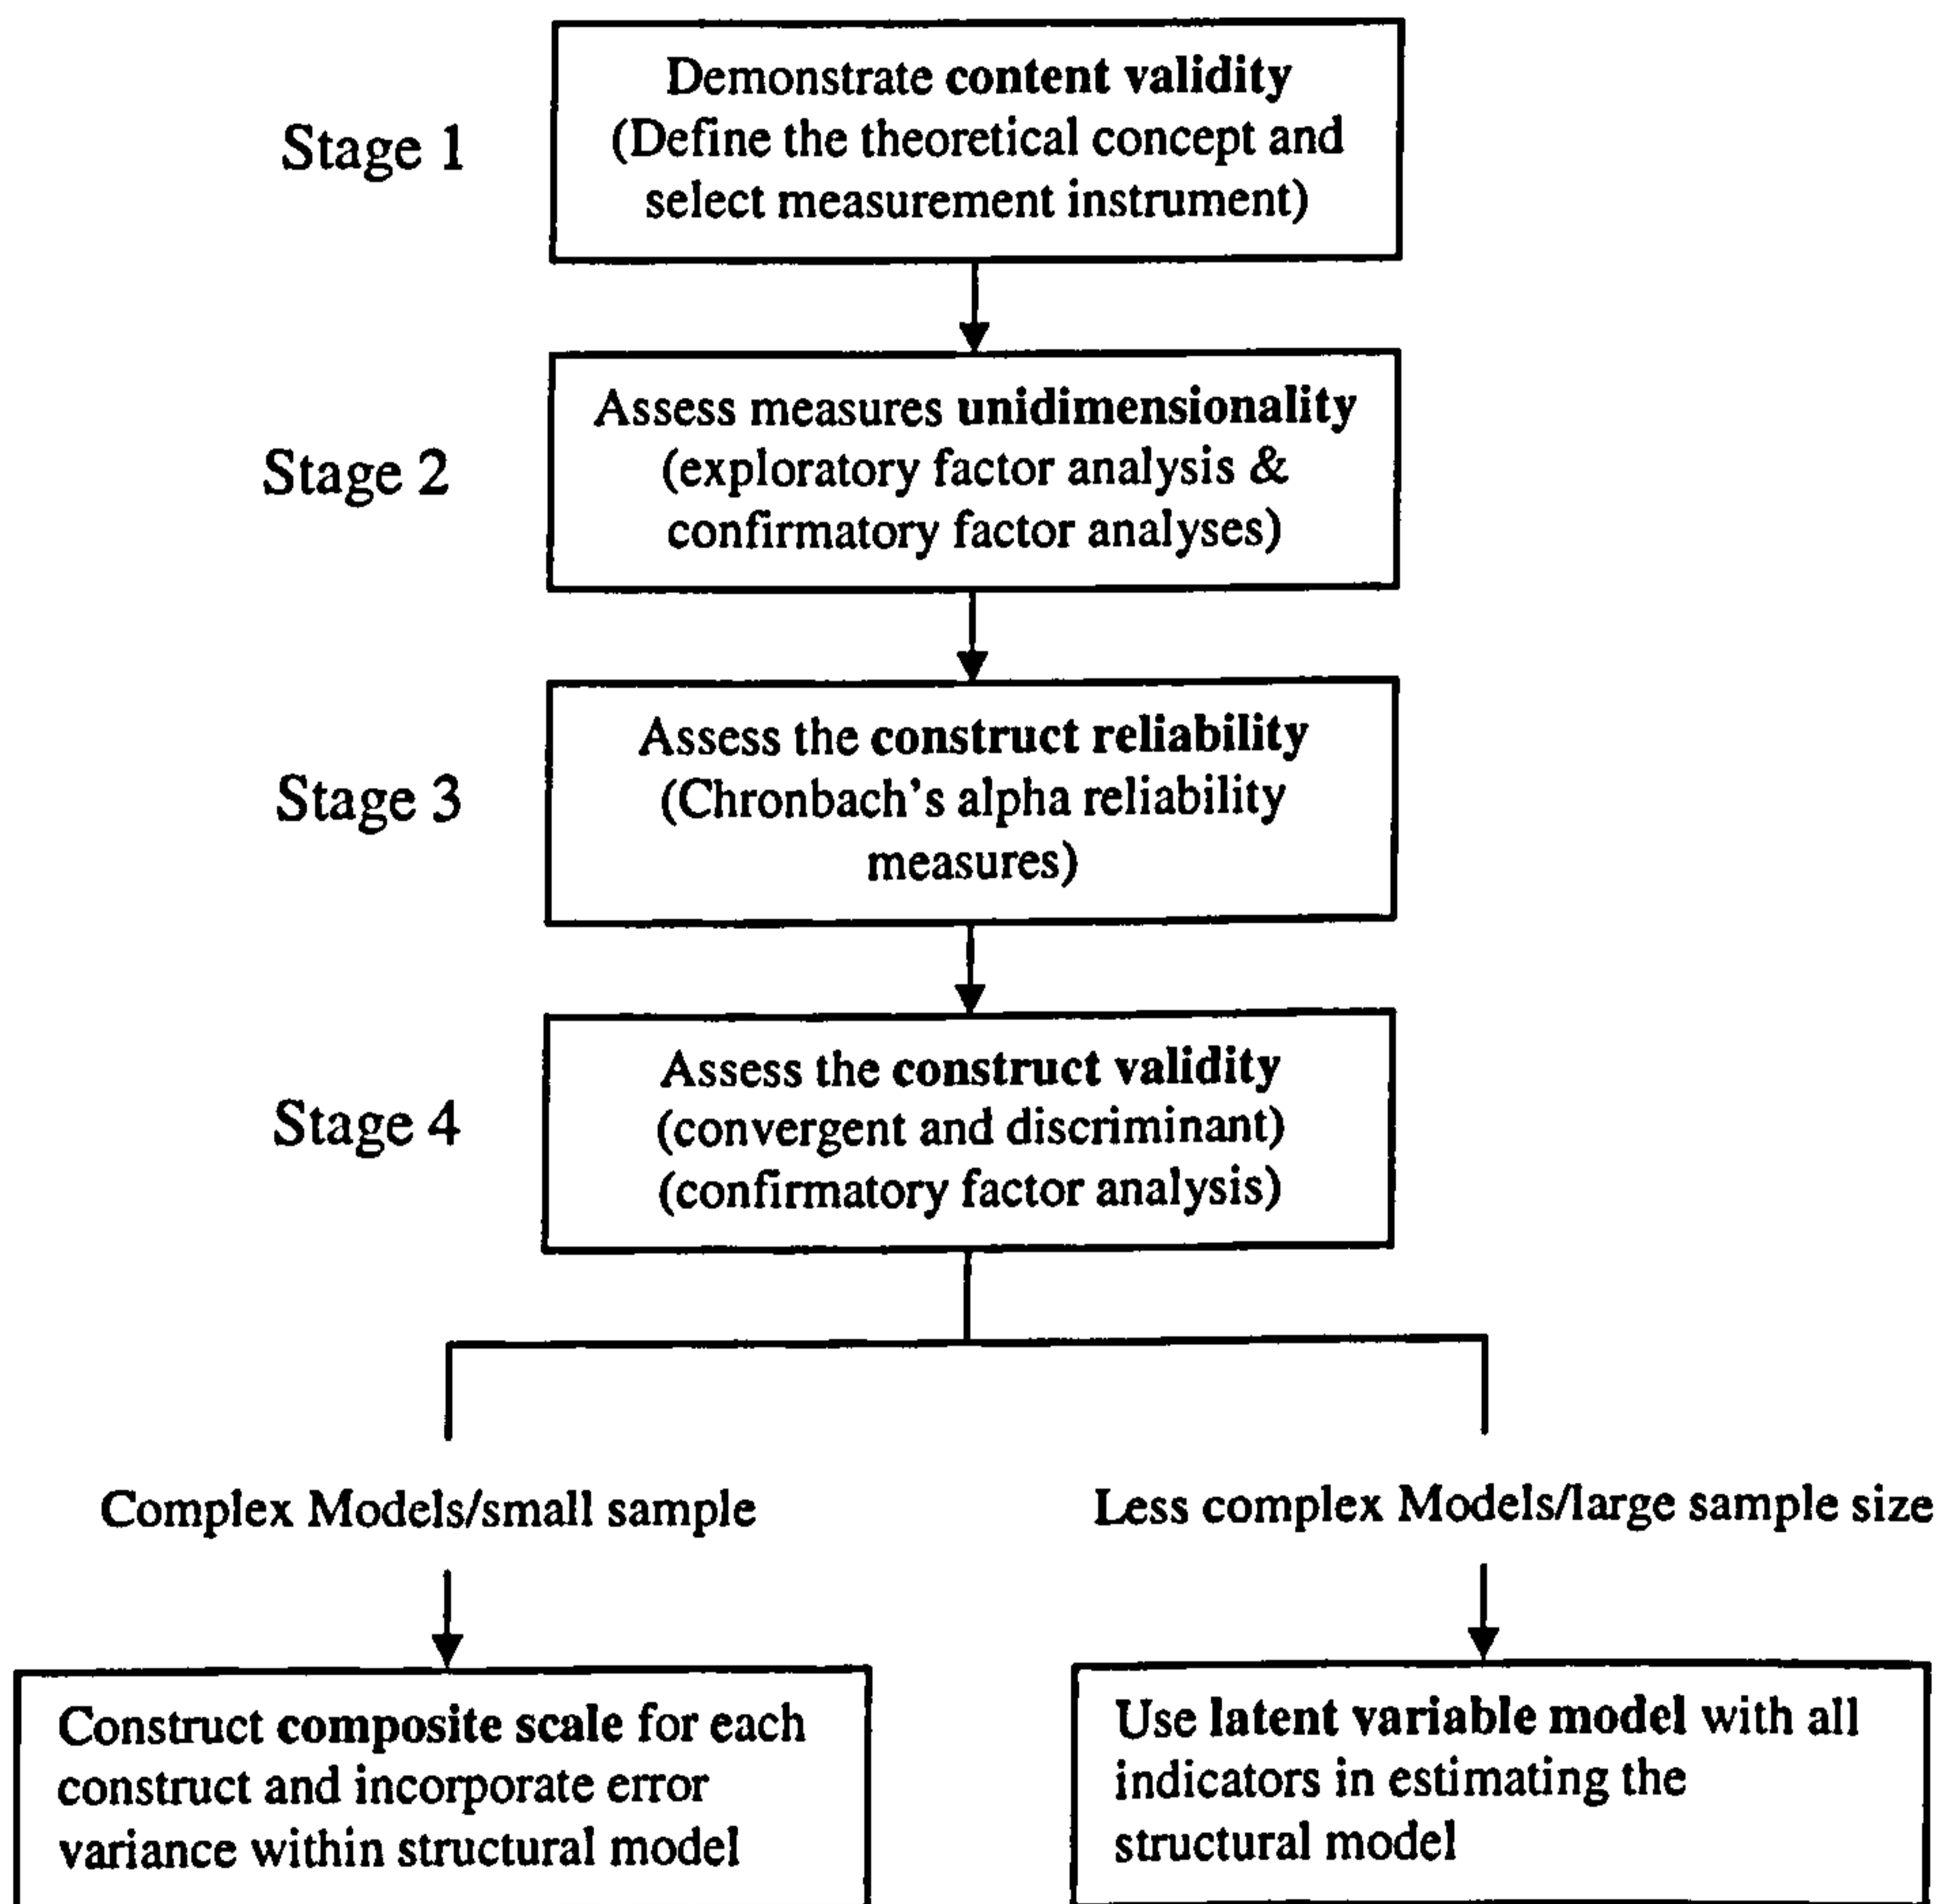 Stage 1
Demonstrate content validity
(Define the theoretical concept and
select measurement instrument)
Stage 2
Assess measures unidimensionality
(exploratory factor analysis &
confirmatory factor analyses)
Stage 3
Assess the construct reliability
(Chronbach's alpha reliability
measures)
Stage 4
Assess the construct validity
(convergent and discriminant)
(confirmatory factor analysis)
Complex Models/small sample
Less complex Models/large sample size
Construct composite scale for each
construct and incorporate error
variance within structural model
Use latent variable model with all
indicators in estimating the
structural model